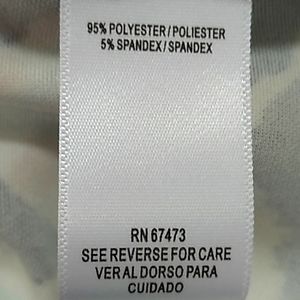 95% POLYESTER / POLIESTER
5% SPANDEX / SPANDEX
RN 67473
SEE REVERSE FOR CARE
VER AL DORSO PARA
CUIDADO